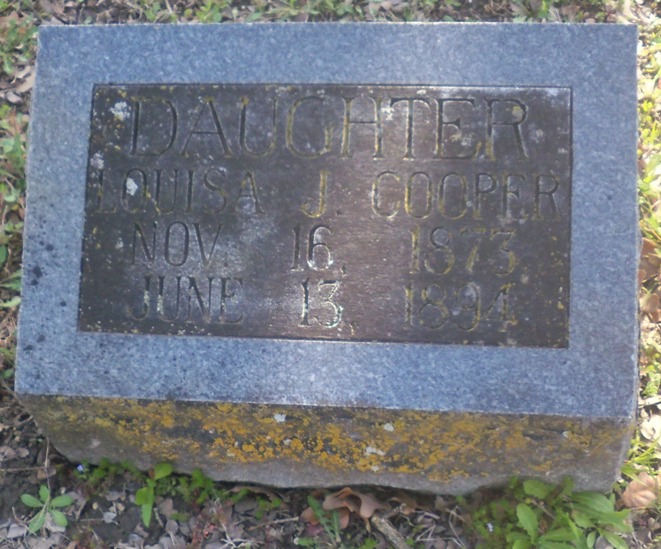 DAUGHTER
LOUISA J. COOPER
NOV. 16, 1873
JUNE 13, 1894